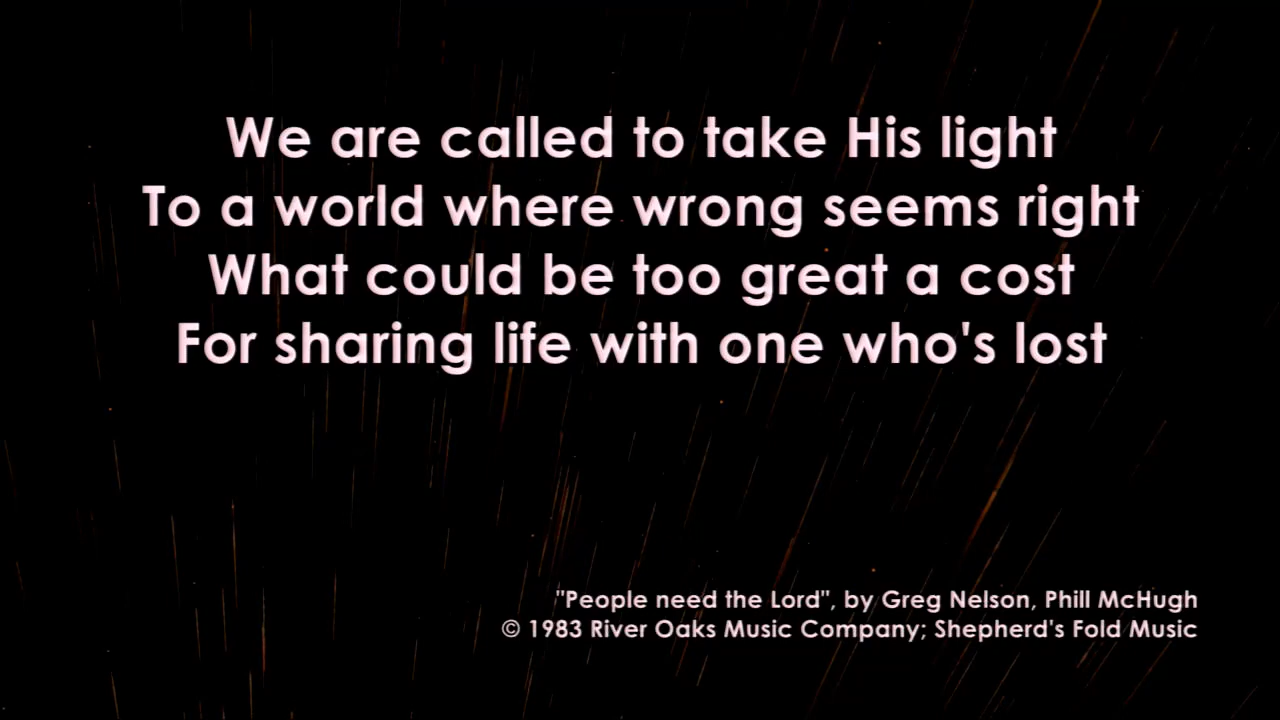 We are called to take His light
To a world where wrong seems right
What could be too great a cost
For sharing life with one who's lost
"People need the Lord", by Greg Nelson, Phill McHugh
© 1983 River Oaks Music Company; Shepherd's Fold Music